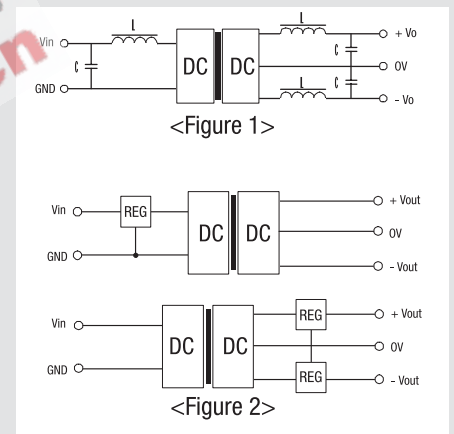 L
L
Vin
+ Vo
C
C
DC
DC
0V
C
GND
L
- Vo
<Figure 1>
Vin
REG
+ Vout
DC
DC
0V
GND
- Vout
REG
+ Vout
Vin
DC
DC
0V
GND
REG
- Vout
<Figure 2>